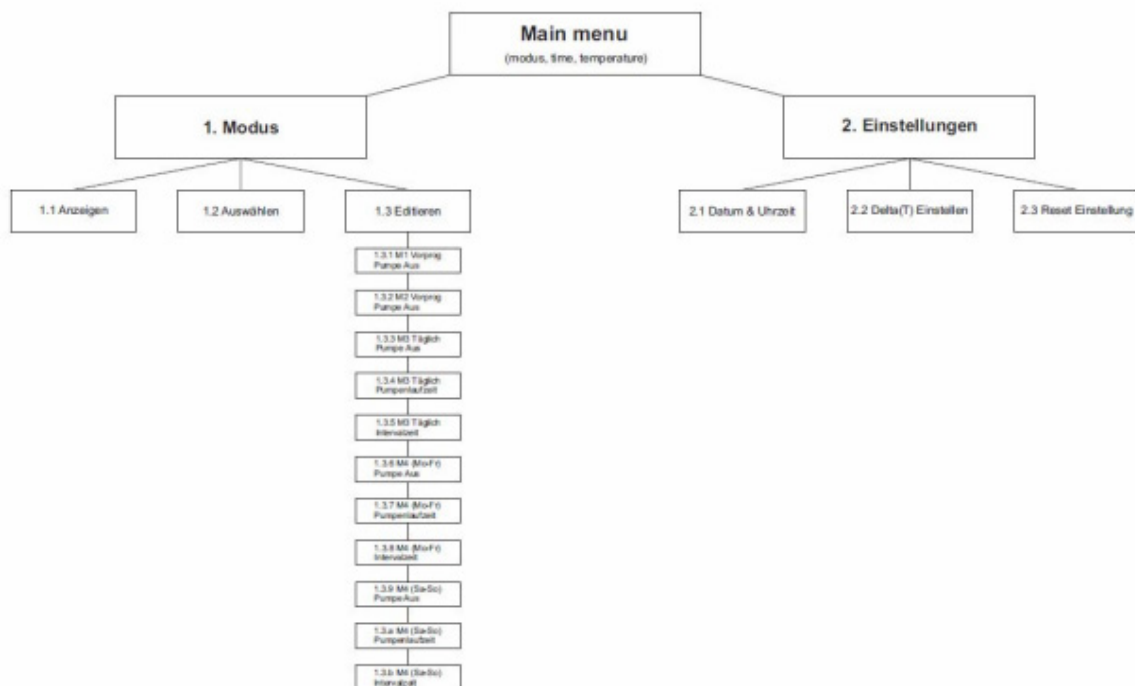 Main menu
(modus, time, temperature)
1. Modus
2. Einstellungen
1.1 Anzeigen
1.2 Auswählen
1.3 Editieren
2.1 Datum & Uhrzeit
2.2 Delta(T) Einstellen
2.3 Reset Einstellung
1.3.1 M1 Vorprog
Pumpe Aus
1.3.2 M2 Vorprog
Pumpe Aus
1.3.3 M3 Täglich
Pumpe Aus
1.3.4 M3 Täglich
Pumpenlaufzeit
1.3.5 M3 Täglich
Intervalzeit
1.3.6 M4 (Mo-Fr)
Pumpe Aus
1.3.7 M4 (Mo-Fr)
Pumpenlaufzeit
1.3.8 M4 (Mo-Fr)
Intervalzeit
1.3.9 M4 (Sa-So)
Pumpe Aus
1.3.a M4 (Sa-So)
Pumpenlaufzeit
1.3.b M4 (Sa-So)
Intervalzeit